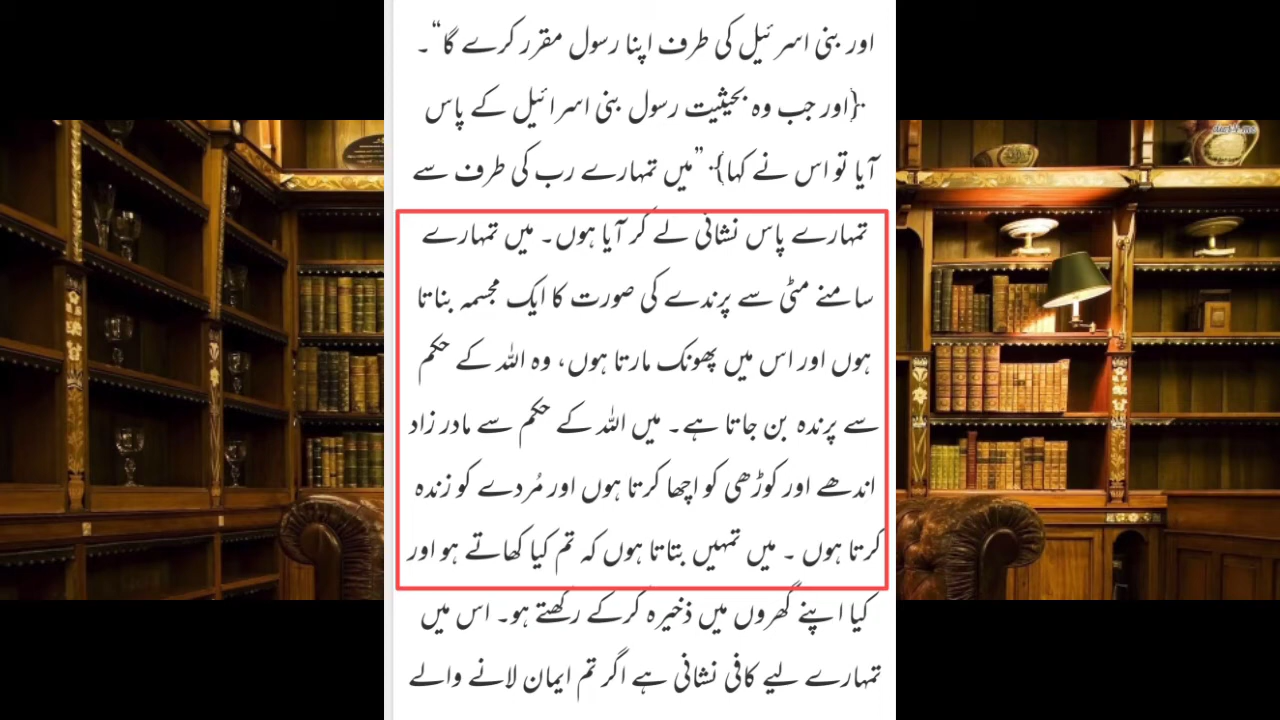 اور بنی اسرئیل کی طرف اپنا رسول مقرر کرے گا“۔
{اور جب وہ بحیثیت رسول بنی اسرائیل کے پاس
آیا تو اس نے کہا} ”میں تمہارے رب کی طرف سے
تمہارے پاس نشانی لے کر آیا ہوں۔ میں تمہارے
سامنے مٹی سے پرندے کی صورت کا ایک مجسمہ بناتا
ہوں اور اس میں پھونک مارتا ہوں، وہ اللہ کے حکم
سے پرندہ بن جاتا ہے۔ میں اللہ کے حکم سے مادر زاد
اندھے اور کوڑھی کو اچھا کرتا ہوں اور مُردے کو زندہ
کرتا ہوں ۔ میں تمہیں بتاتا ہوں کہ تم کیا کھاتے ہو اور
کیا اپنے گھروں میں ذخیرہ کرکے رکھتے ہو۔ اس میں
تمہارے لیے کافی نشانی ہے اگر تم ایمان لانے والے